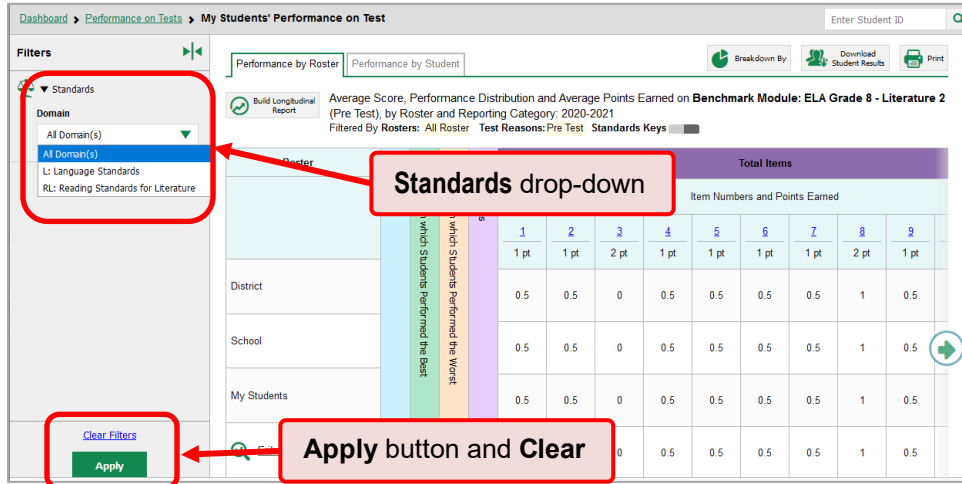 Dashboard > Performance on Tests > My Students' Performance on Test
Enter Student ID
Filters
Standards
Domain
All Domain(s)
All Domain(s)
L: Language Standards
RL: Reading Standards for Literature
Clear Filters
Apply
Performance by Roster
Performance by Student
Breakdown By
Download
Student Results
Print
Build Longitudinal
Report
Average Score, Performance Distribution and Average Points Earned on Benchmark Module: ELA Grade 8 - Literature 2
(Pre Test), by Roster and Reporting Category: 2020-2021
Filtered By Rosters: All Roster Test Reasons: Pre Test Standards Keys
Roster
Total Items
Standards drop-down
Item Numbers and Points Earned
which Students Performed the Best
which Students Performed the Worst
1 2 3 4 5 6 7 8 9
1 pt 1 pt 2 pt 1 pt 1 pt 1 pt 1 pt 2 pt 1 pt
District 0.5 0.5 0 0.5 0.5 0.5 0.5 1 0.5
School 0.5 0.5 0 0.5 0.5 0.5 0.5 1 0.5
My Students 0.5 0.5 0 0.5 0.5 0.5 0.5 1 0.5
0 0.5 0.5 0.5 0.5 1 0.5
Apply button and Clear